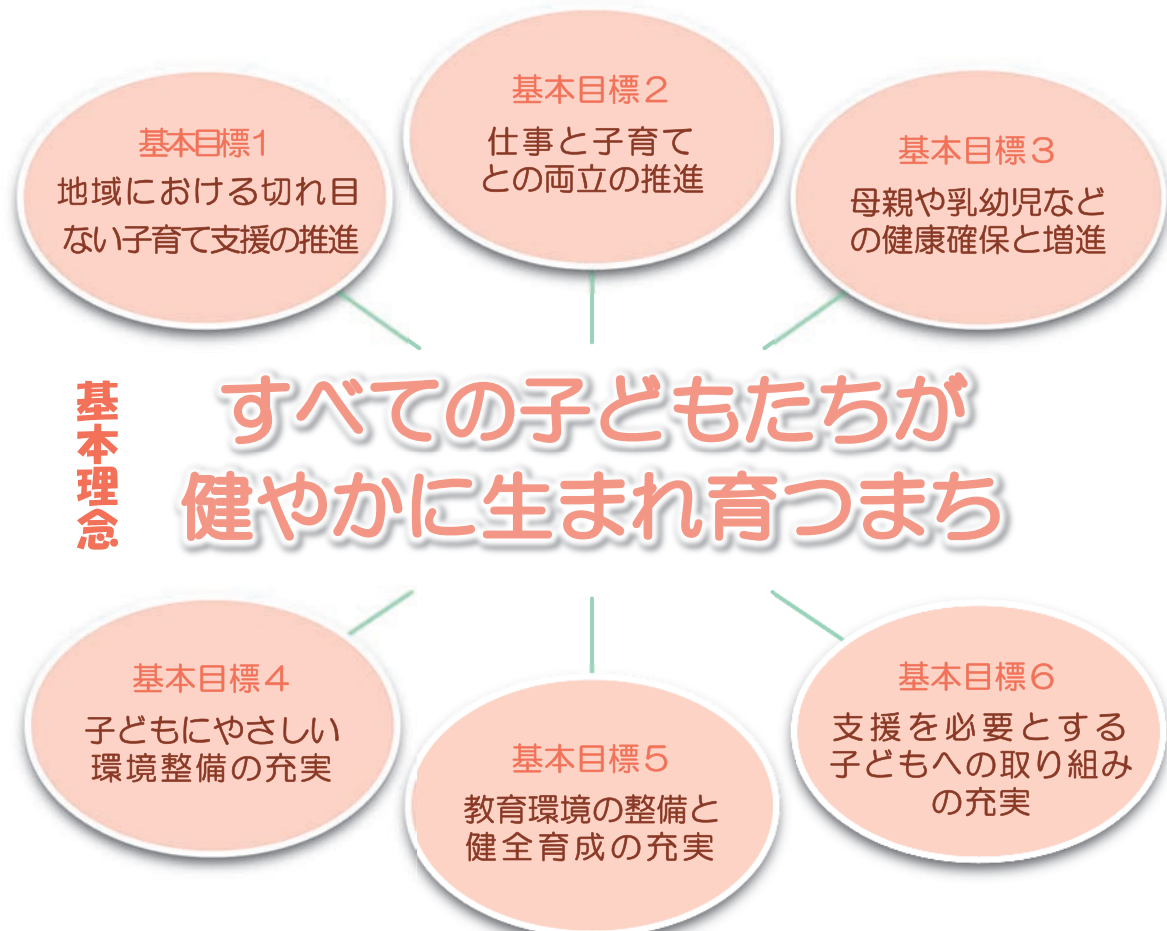 基本目標1
地域における切れ目
ない子育て支援の推進
基本目標2
仕事と子育て
との両立の推進
基本目標3
母親や乳幼児など
の健康確保と増進
基本理念
すべての子どもたちが
健やかに生まれ育つまち
基本目標4
子どもにやさしい
環境整備の充実
基本目標5
教育環境の整備と
健全育成の充実
基本目標6
支援を必要とする
子どもへの取り組み
の充実